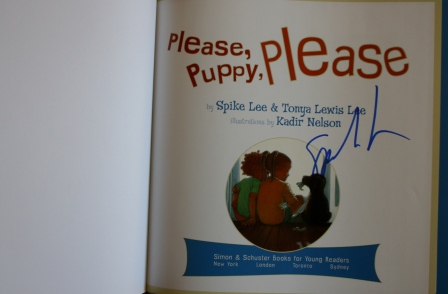 Please,
Puppy, Please
by Spike Lee & Tonya Lewis Lee
illustrations by Kadir Nelson
Simon & Schuster Books for Young Readers
New York London Toronto Sydney